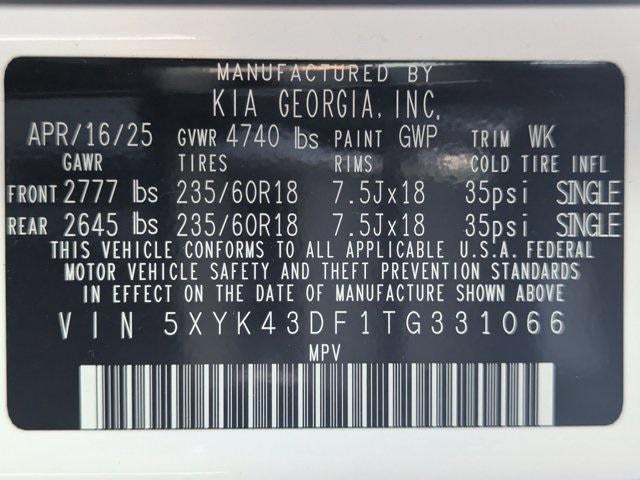 MANUFACTURED BY
KIA GEORGIA, INC.
APR/16/25 GVWR 4740 lbs PAINT GWP TRIM WK
GAWR TIRES RIMS COLD TIRE INFL
FRONT 2777 lbs 235/60R18 7.5Jx18 35psi SINGLE
REAR 2645 lbs 235/60R18 7.5Jx18 35psi SINGLE
THIS VEHICLE CONFORMS TO ALL APPLICABLE U.S.A. FEDERAL
MOTOR VEHICLE SAFETY AND THEFT PREVENTION STANDARDS
IN EFFECT ON THE DATE OF MANUFACTURE SHOWN ABOVE
VIN 5XYK43DF1TG331066
MPV